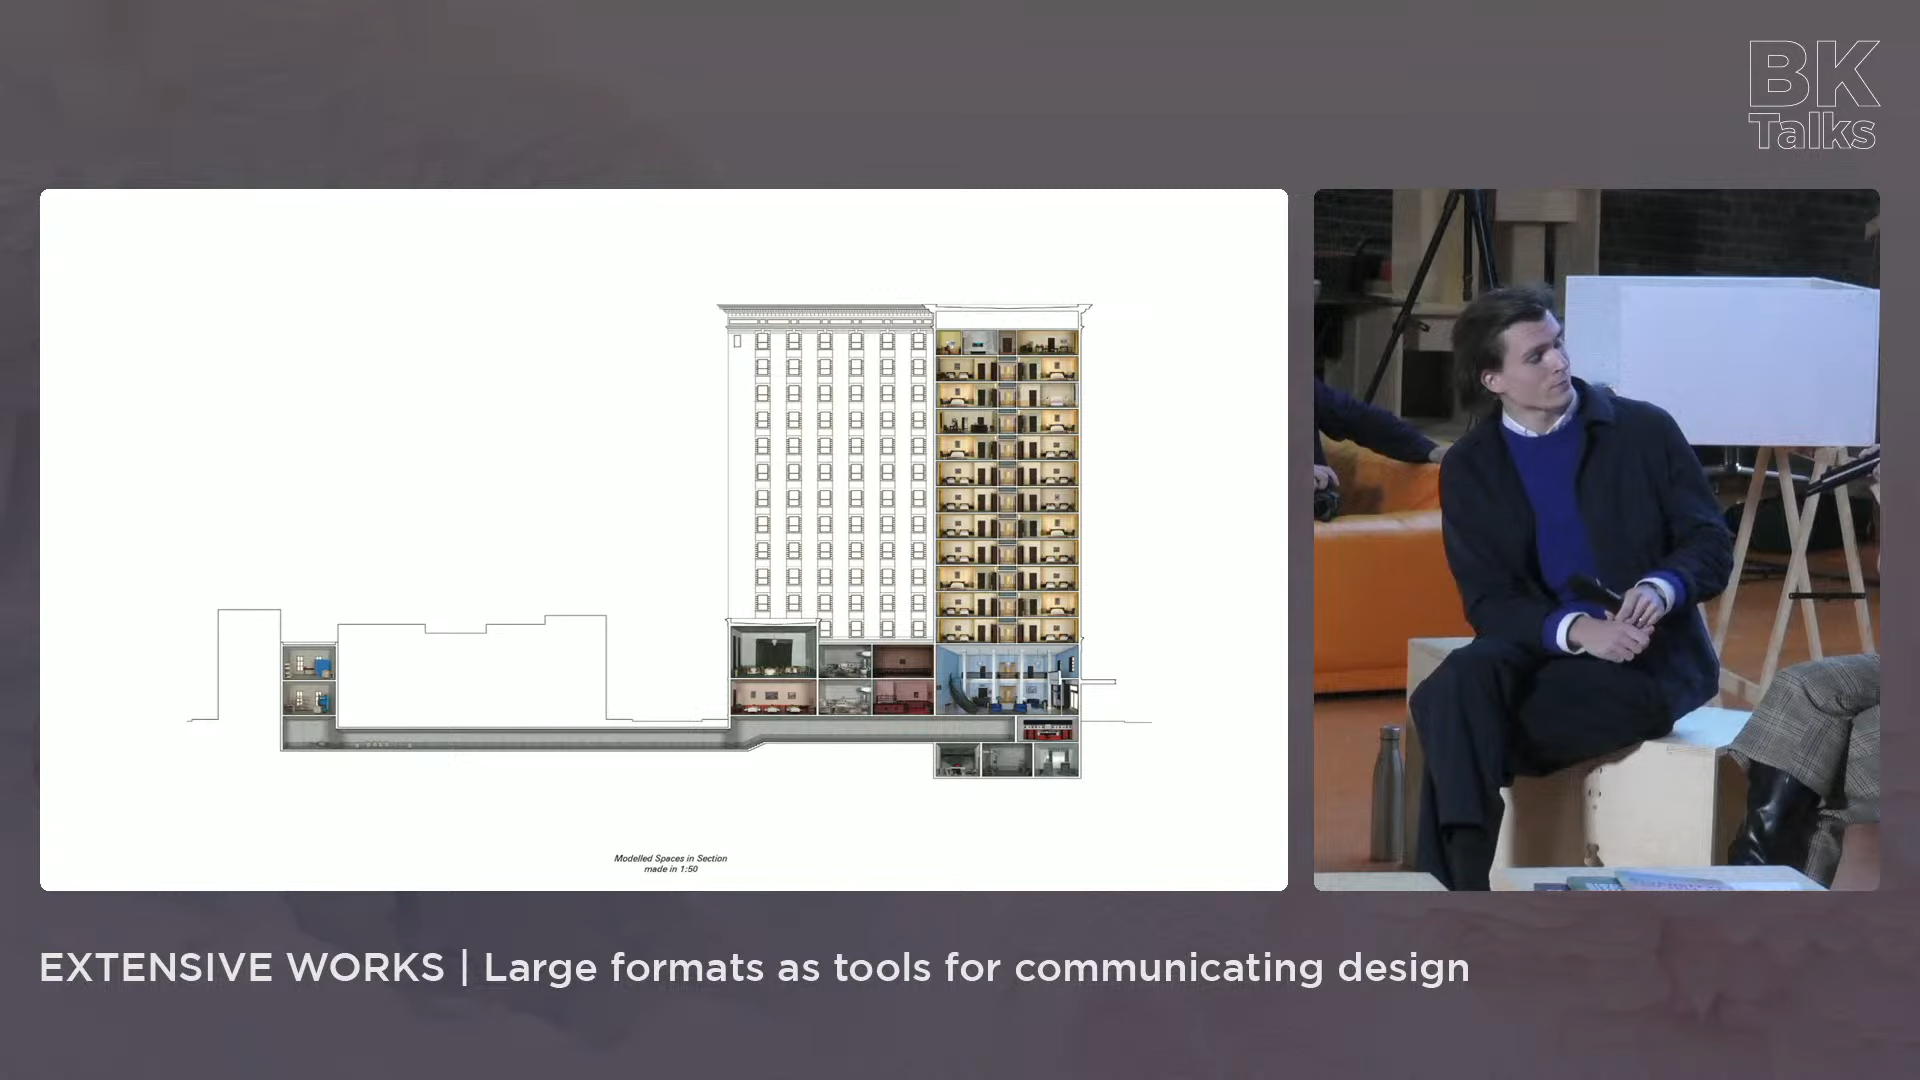 BK
Talks
Modelled Spaces in Section
made in 1:50
EXTENSIVE WORKS | Large formats as tools for communicating design